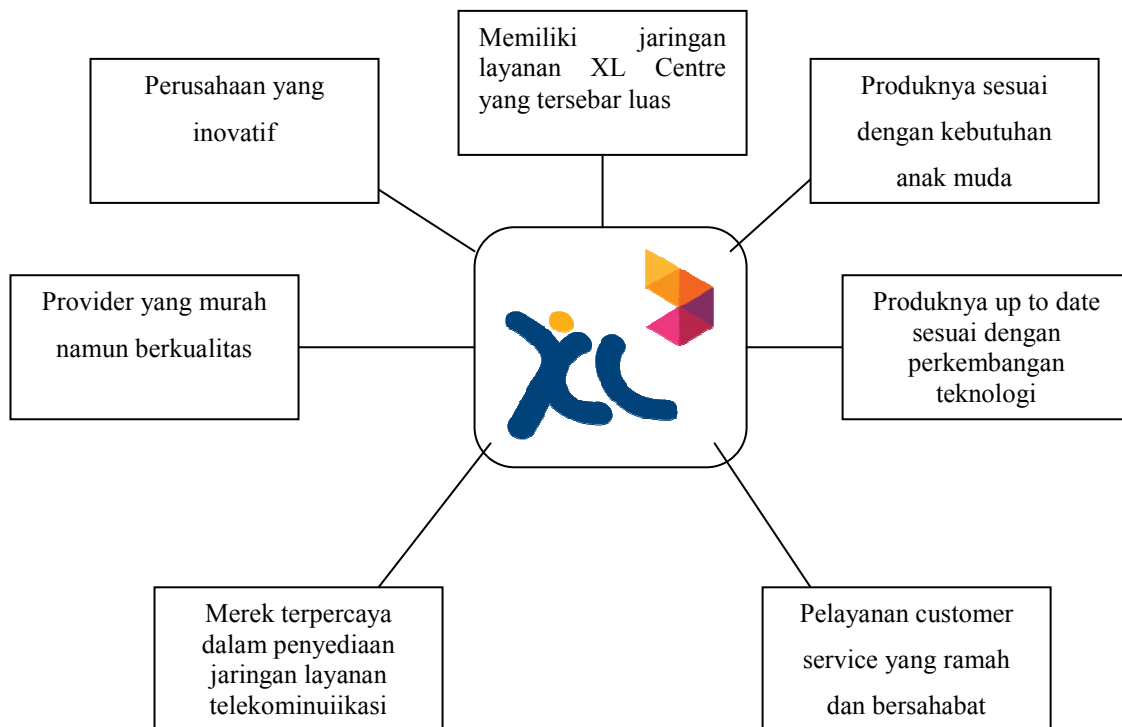 Memiliki jaringan
layanan XL Centre
yang tersebar luas
Perusahaan yang
inovatif
Produknya sesuai
dengan kebutuhan
anak muda
Provider yang murah
namun berkualitas
XL
Produknya up to date
sesuai dengan
perkembangan
teknologi
Merek terpercaya
dalam penyediaan
jaringan layanan
telekominuiikasi
Pelayanan customer
service yang ramah
dan bersahabat